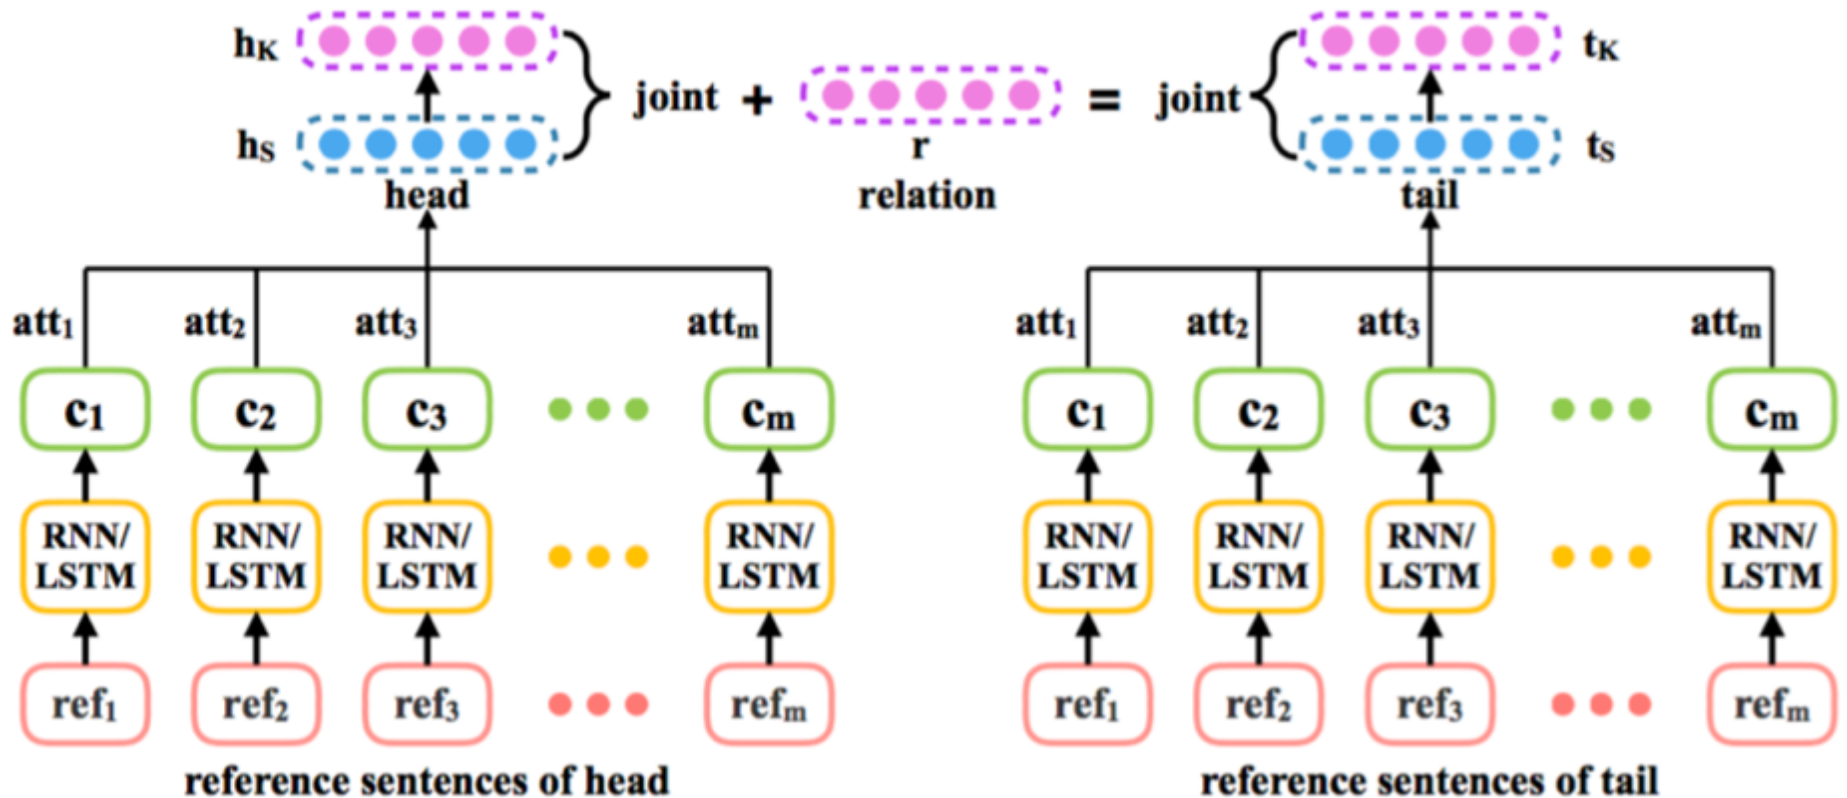 hK joint + r = joint tK
hS tS
head relation tail
att1 att2 att3 attm att1 att2 att3 attm
c1 c2 c3 cm c1 c2 c3 cm
RNN/ RNN/ RNN/ RNN/ RNN/ RNN/ RNN/ RNN/
LSTM LSTM LSTM LSTM LSTM LSTM LSTM LSTM
ref1 ref2 ref3 refm ref1 ref2 ref3 refm
reference sentences of head reference sentences of tail